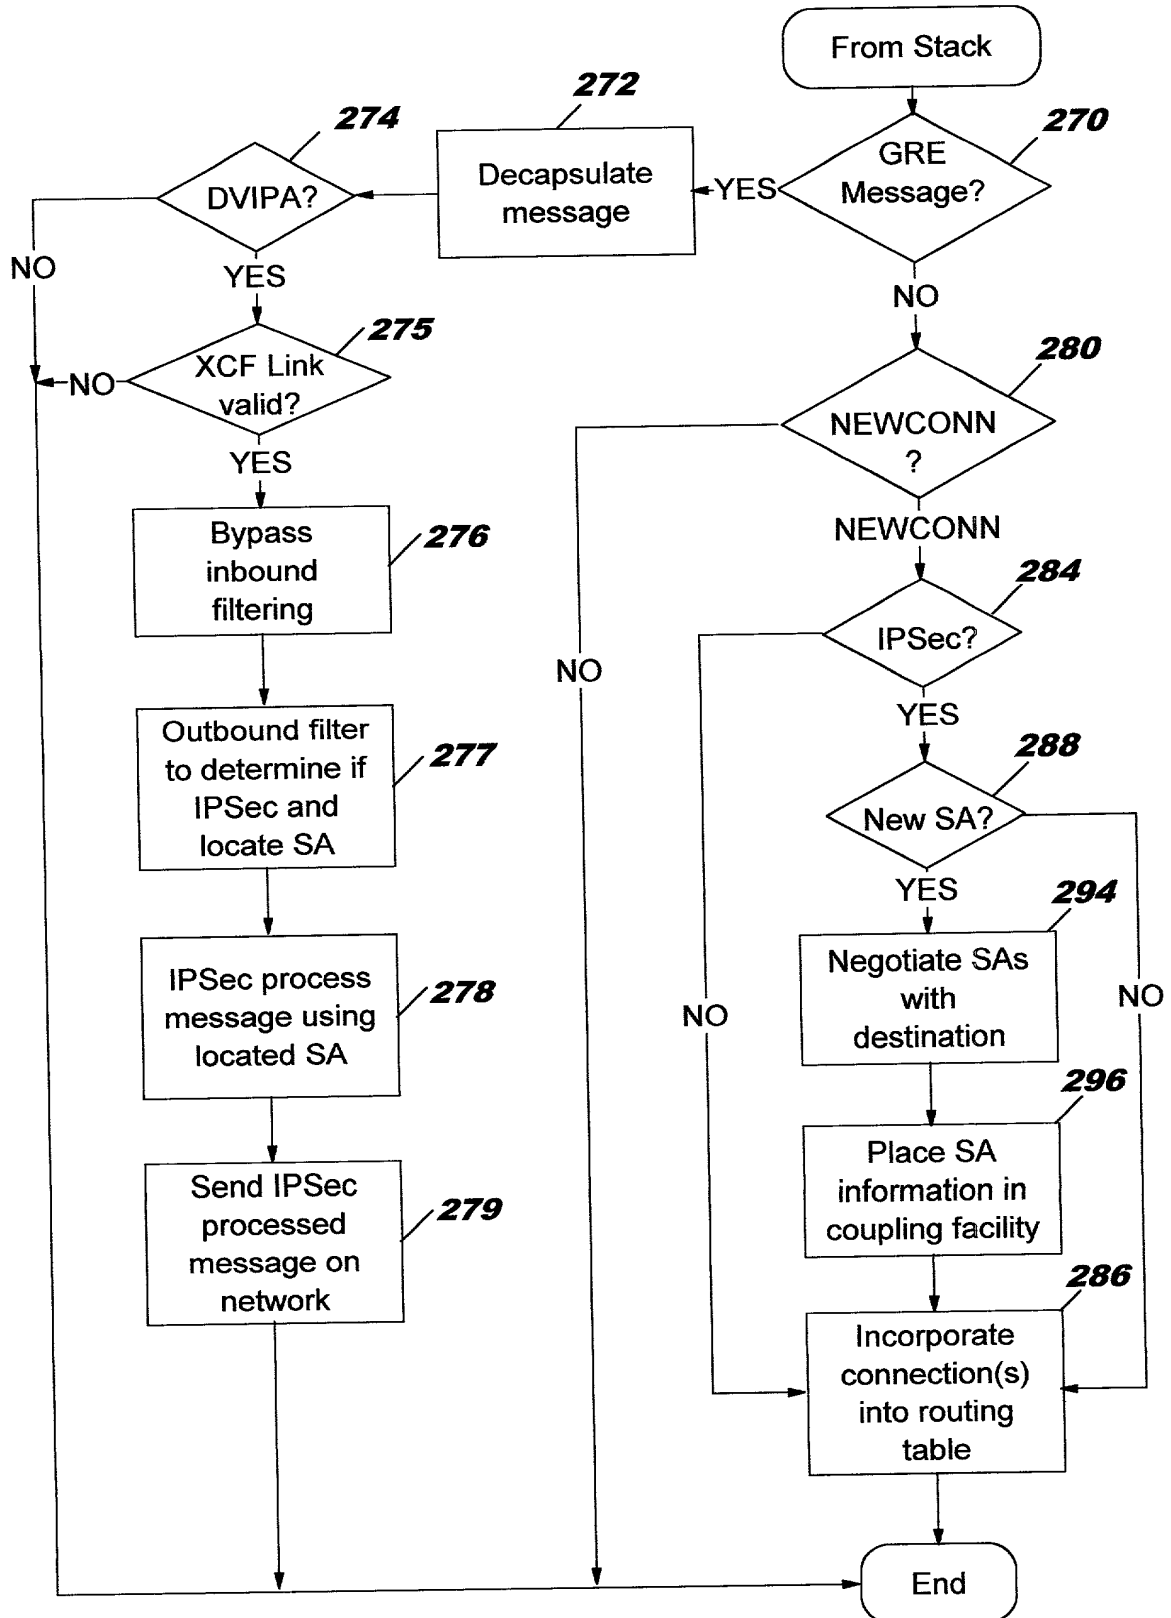 From Stack
270
GRE
Message?
YES
272
Decapsulate
message
274
DVIPA?
NO
YES
275
XCF Link
valid?
NO
YES
276
Bypass
inbound
filtering
277
Outbound filter
to determine if
IPSec and
locate SA
278
IPSec process
message using
located SA
279
Send IPSec
processed
message on
network
NO
280
NEWCONN
?
NO
NEWCONN
284
IPSec?
NO
YES
288
New SA?
NO
YES
294
Negotiate SAs
with
destination
296
Place SA
information in
coupling facility
286
Incorporate
connection(s)
into routing
table
End